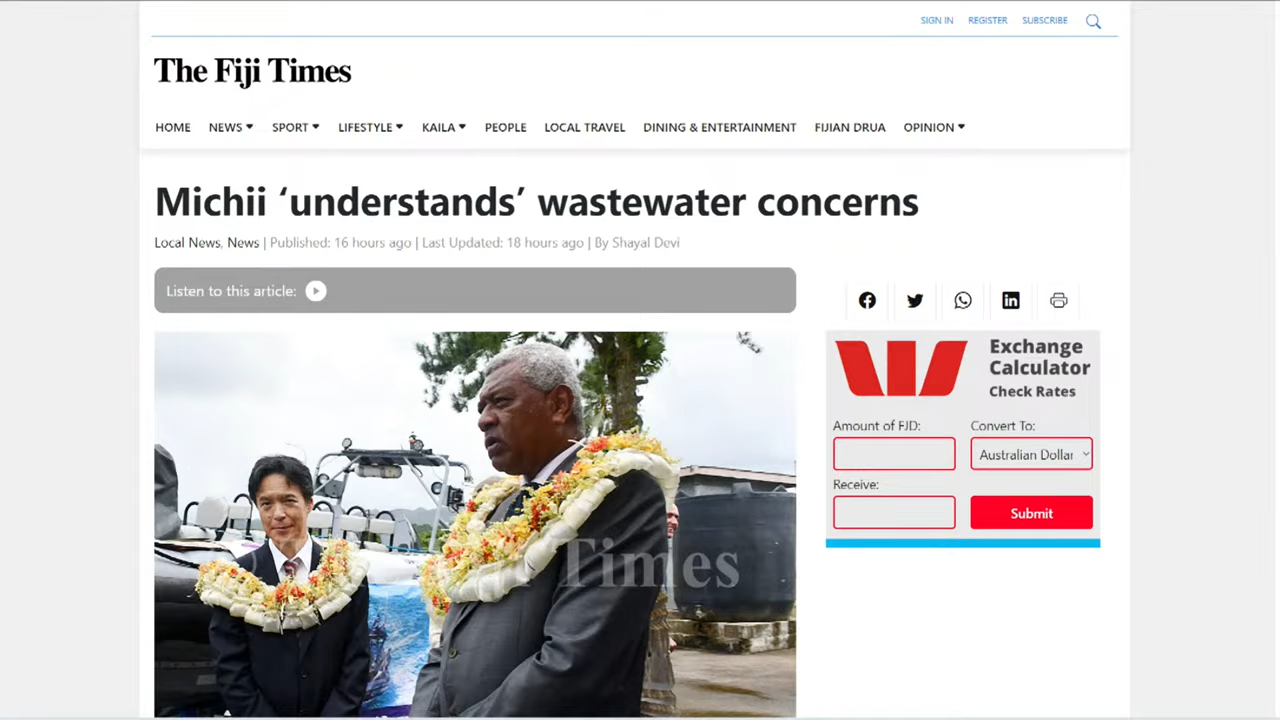 SIGN IN REGISTER SUBSCRIBE
The Fiji Times
HOME NEWS SPORT LIFESTYLE KAILA PEOPLE LOCAL TRAVEL DINING & ENTERTAINMENT FIJIAN DRUA OPINION
Michii ‘understands’ wastewater concerns
Local News, News | Published: 16 hours ago | Last Updated: 18 hours ago | By Shayal Devi
Listen to this article:
Exchange
Calculator
Check Rates
Amount of FJD: Convert To:
Australian Dollar
Receive:
Submit
Times